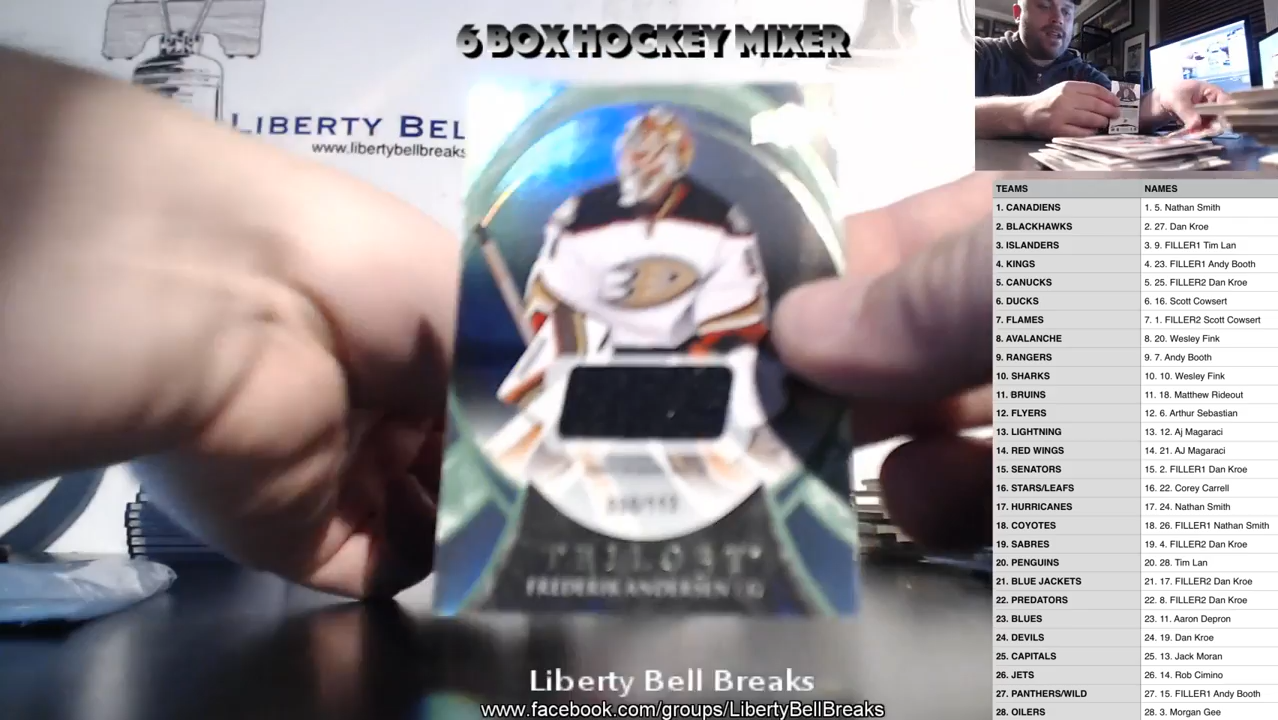 6 BOX HOCKEY MIXER
LIBERTY BEL
www.libertybellbreaks
TRILOGY
FREDERIK ANDERSEN | G
Liberty Bell Breaks
www.facebook.com/groups/LibertyBellBreaks
TEAMS NAMES
1. CANADIENS 1. 5. Nathan Smith
2. BLACKHAWKS 2. 27. Dan Kroe
3. ISLANDERS 3. 9. FILLER1 Tim Lan
4. KINGS 4. 23. FILLER1 Andy Booth
5. CANUCKS 5. 25. FILLER2 Dan Kroe
6. DUCKS 6. 16. Scott Cowsert
7. FLAMES 7. 1. FILLER2 Scott Cowsert
8. AVALANCHE 8. 20. Wesley Fink
9. RANGERS 9. 7. Andy Booth
10. SHARKS 10. 10. Wesley Fink
11. BRUINS 11. 18. Matthew Rideout
12. FLYERS 12. 6. Arthur Sebastian
13. LIGHTNING 13. 12. Aj Magaraci
14. RED WINGS 14. 21. AJ Magaraci
15. SENATORS 15. 2. FILLER1 Dan Kroe
16. STARS/LEAFS 16. 22. Corey Carrell
17. HURRICANES 17. 24. Nathan Smith
18. COYOTES 18. 26. FILLER1 Nathan Smith
19. SABRES 19. 4. FILLER2 Dan Kroe
20. PENGUINS 20. 28. Tim Lan
21. BLUE JACKETS 21. 17. FILLER2 Dan Kroe
22. PREDATORS 22. 8. FILLER2 Dan Kroe
23. BLUES 23. 11. Aaron Depron
24. DEVILS 24. 19. Dan Kroe
25. CAPITALS 25. 13. Jack Moran
26. JETS 26. 14. Rob Cimino
27. PANTHERS/WILD 27. 15. FILLER1 Andy Booth
28. OILERS 28. 3. Morgan Gee